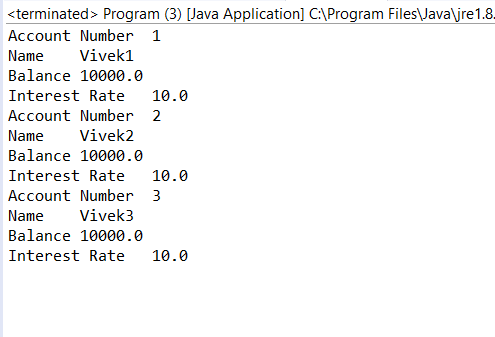 <terminated> Program (3) [Java Application] C:\Program Files\Java\jre1.8.
Account Number  1
Name    Vivek1
Balance 10000.0
Interest Rate   10.0
Account Number  2
Name    Vivek2
Balance 10000.0
Interest Rate   10.0
Account Number  3
Name    Vivek3
Balance 10000.0
Interest Rate   10.0